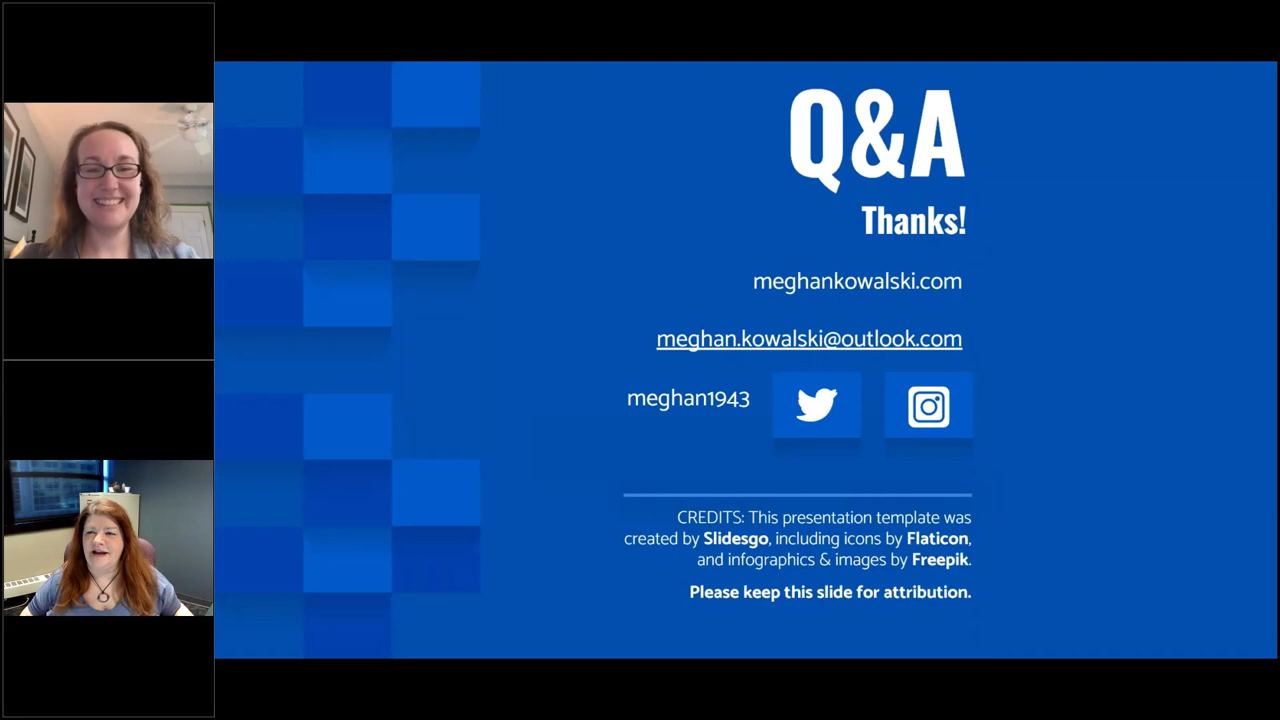 Q&A
Thanks!
meghankowalski.com
meghan.kowalski@outlook.com
meghan1943
CREDITS: This presentation template was
created by Slidesgo, including icons by Flaticon,
and infographics & images by Freepik.
Please keep this slide for attribution.